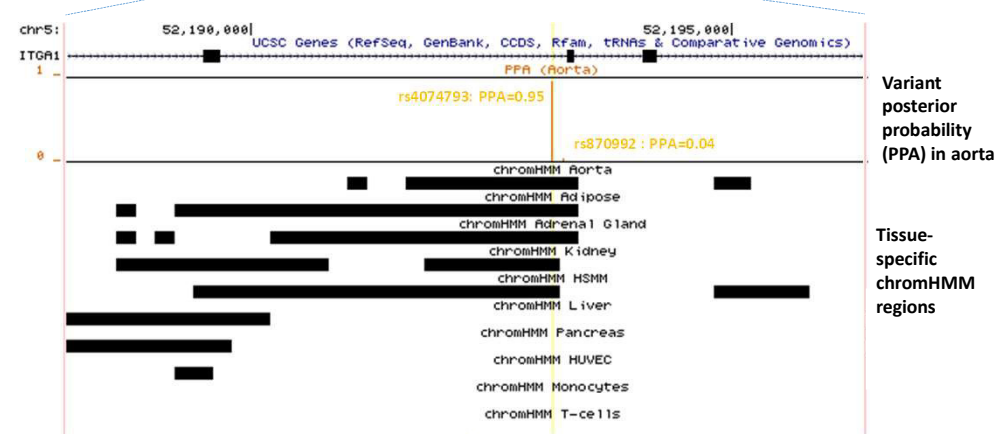 chr5: 52,190,000| 52,195,000|
UCSC Genes (RefSeq, GenBank, CCDS, Rfam, tRNAs & Comparative Genomics)
ITGA1
1 _ PPA (Aorta)
rs4074793: PPA=0.95
rs870992 : PPA=0.04
0 _
Variant
posterior
probability
(PPA) in aorta
chromHMM Aorta
chromHMM Adipose
chromHMM Adrenal Gland
chromHMM Kidney
chromHMM HSMM
chromHMM Liver
chromHMM Pancreas
chromHMM HUVEC
chromHMM Monocytes
chromHMM T-cells
Tissue-
specific
chromHMM
regions